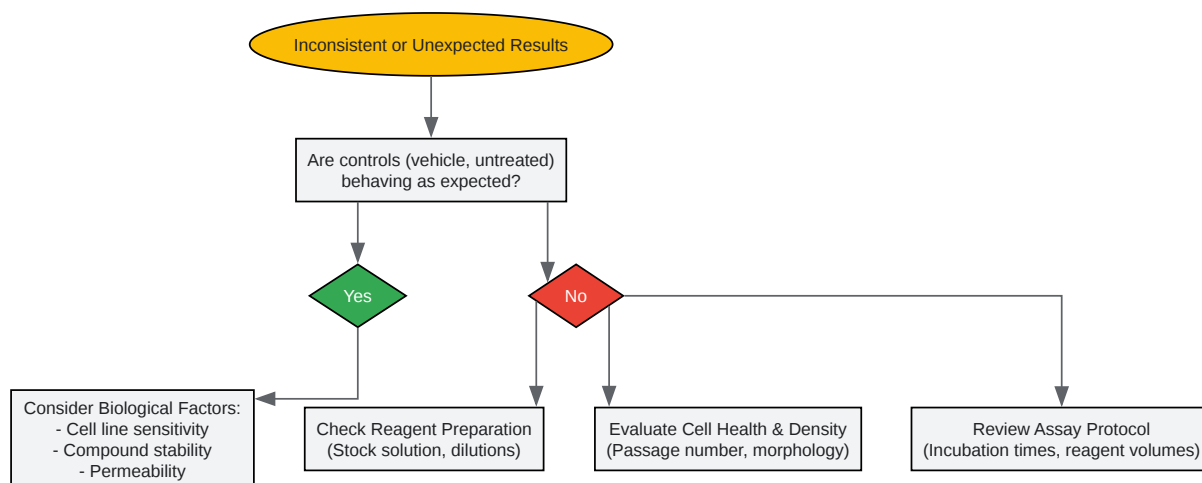 Inconsistent or Unexpected Results
Are controls (vehicle, untreated)
behaving as expected?
Yes
No
Consider Biological Factors:
- Cell line sensitivity
- Compound stability
- Permeability
Check Reagent Preparation
(Stock solution, dilutions)
Evaluate Cell Health & Density
(Passage number, morphology)
Review Assay Protocol
(Incubation times, reagent volumes)